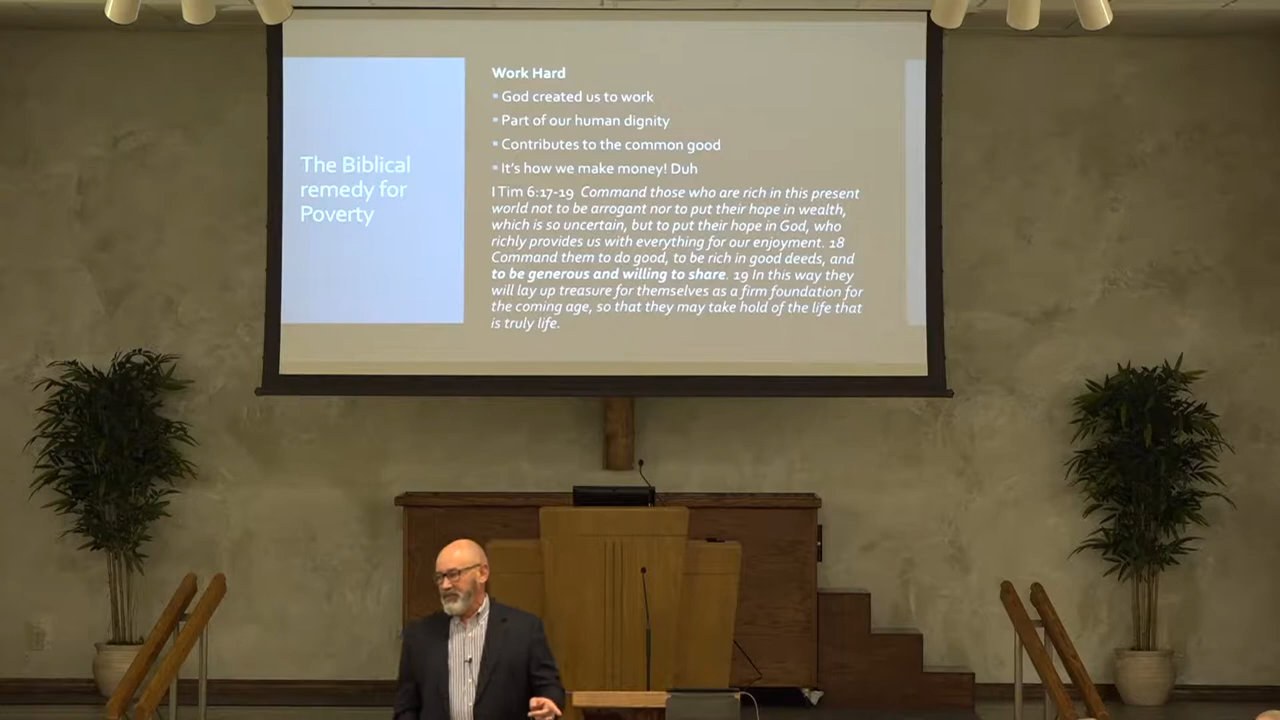 The Biblical
remedy for
Poverty
Work Hard
▪ God created us to work
▪ Part of our human dignity
▪ Contributes to the common good
▪ It's how we make money! Duh
I Tim 6:17-19 Command those who are rich in this present
world not to be arrogant nor to put their hope in wealth,
which is so uncertain, but to put their hope in God, who
richly provides us with everything for our enjoyment. 18
Command them to do good, to be rich in good deeds, and
to be generous and willing to share. 19 In this way they
will lay up treasure for themselves as a firm foundation for
the coming age, so that they may take hold of the life that
is truly life.